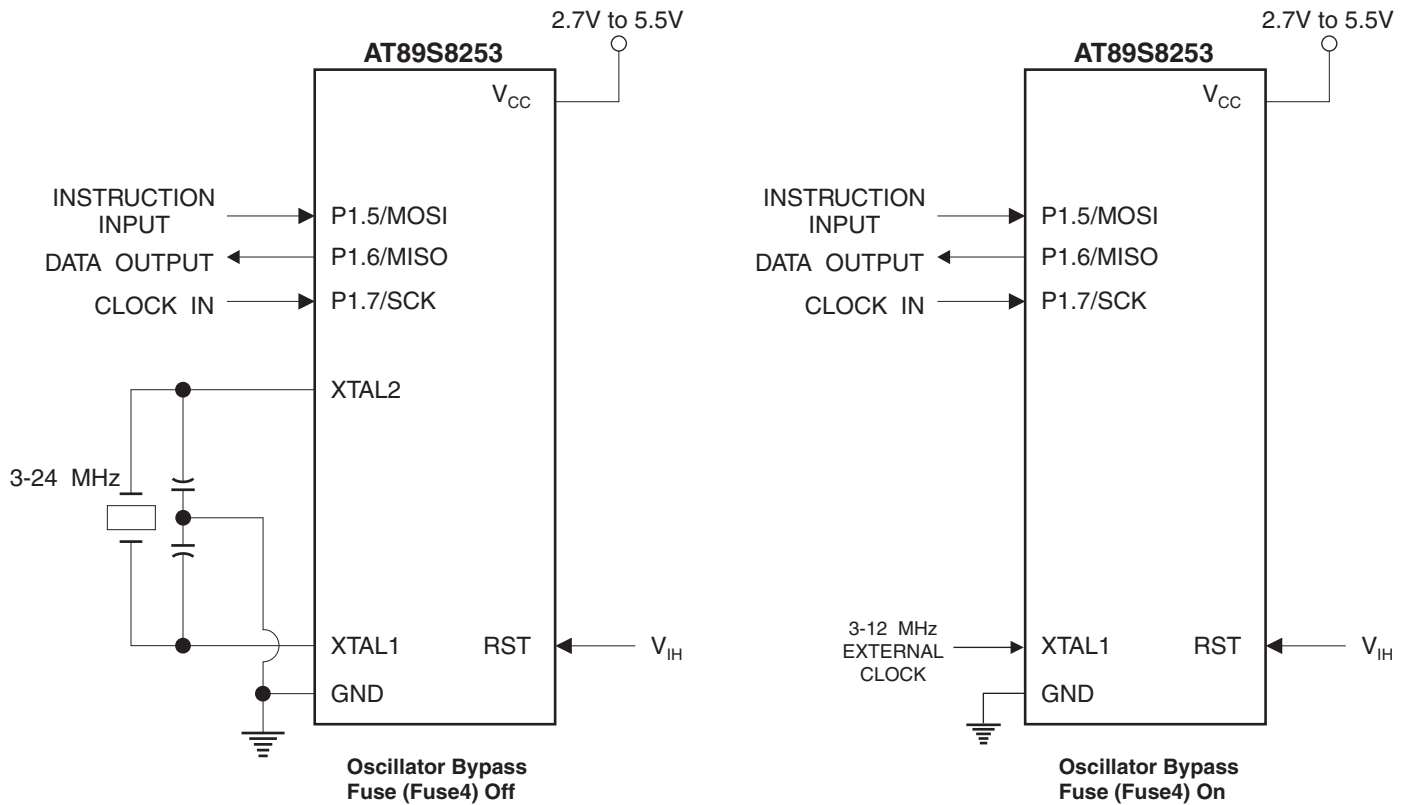 2.7V to 5.5V
AT89S8253
VCC
INSTRUCTION
INPUT
P1.5/MOSI
DATA OUTPUT
P1.6/MISO
CLOCK IN
P1.7/SCK
XTAL2
3-24 MHz
XTAL1
RST
VIH
GND
Oscillator Bypass
Fuse (Fuse4) Off
2.7V to 5.5V
AT89S8253
VCC
INSTRUCTION
INPUT
P1.5/MOSI
DATA OUTPUT
P1.6/MISO
CLOCK IN
P1.7/SCK
3-12 MHz
EXTERNAL
CLOCK
XTAL1
RST
VIH
GND
Oscillator Bypass
Fuse (Fuse4) On